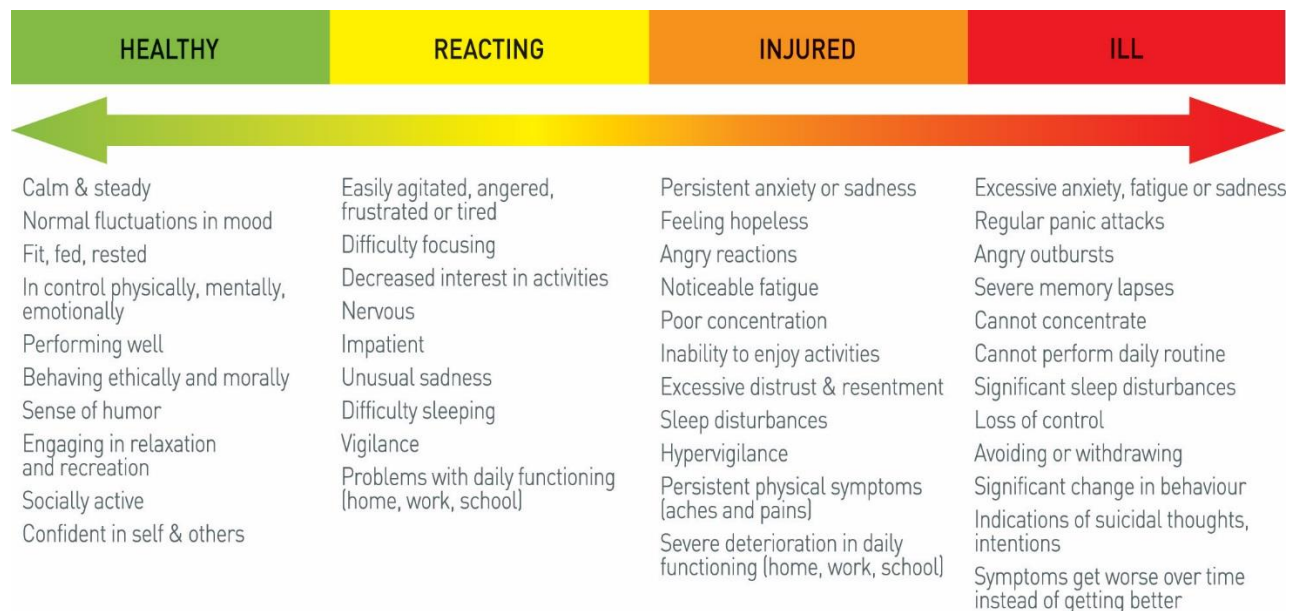 HEALTHY
REACTING
INJURED
ILL
Calm & steady
Normal fluctuations in mood
Fit, fed, rested
In control physically, mentally,
emotionally
Performing well
Behaving ethically and morally
Sense of humor
Engaging in relaxation
and recreation
Socially active
Confident in self & others
Easily agitated, angered,
frustrated or tired
Difficulty focusing
Decreased interest in activities
Nervous
Impatient
Unusual sadness
Difficulty sleeping
Vigilance
Problems with daily functioning
(home, work, school)
Persistent anxiety or sadness
Feeling hopeless
Angry reactions
Noticeable fatigue
Poor concentration
Inability to enjoy activities
Excessive distrust & resentment
Sleep disturbances
Hypervigilance
Persistent physical symptoms
(aches and pains)
Severe deterioration in daily
functioning (home, work, school)
Excessive anxiety, fatigue or sadness
Regular panic attacks
Angry outbursts
Severe memory lapses
Cannot concentrate
Cannot perform daily routine
Significant sleep disturbances
Loss of control
Avoiding or withdrawing
Significant change in behaviour
Indications of suicidal thoughts,
intentions
Symptoms get worse over time
instead of getting better